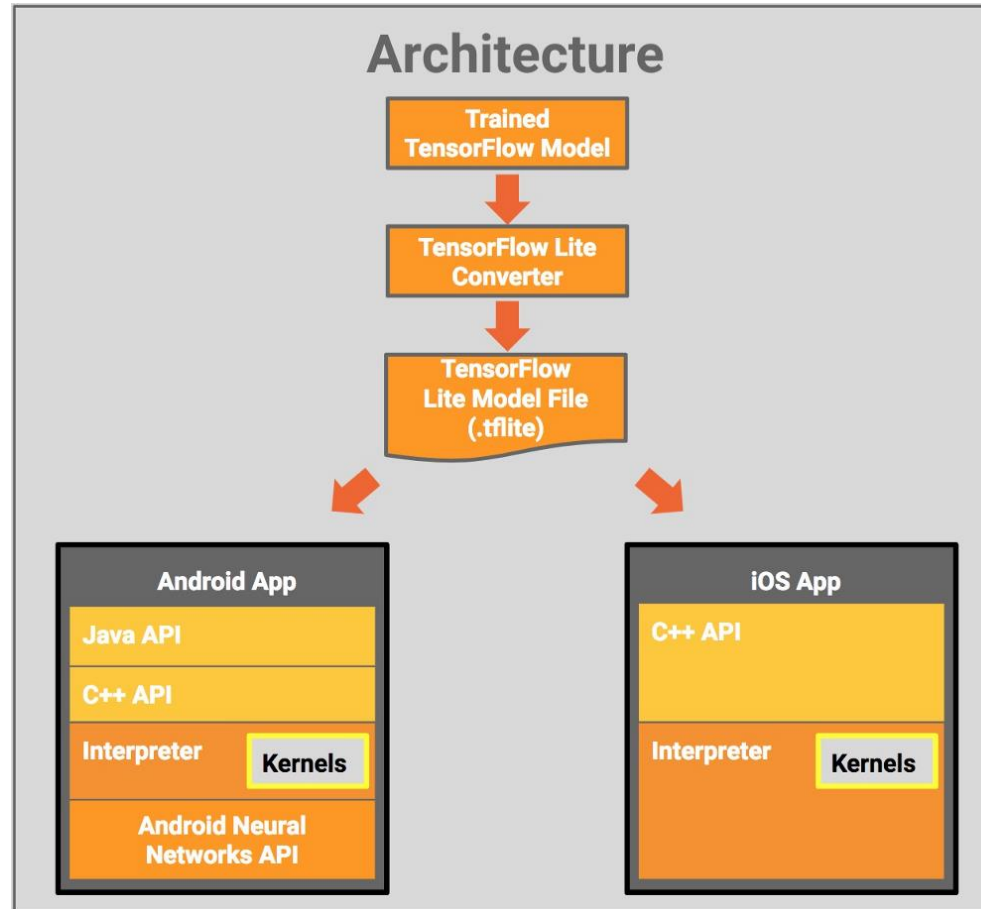 Architecture
Trained
TensorFlow Model
TensorFlow Lite
Converter
TensorFlow
Lite Model File
(.tflite)
Android App
Java API
C++ API
Interpreter
Kernels
Android Neural
Networks API
iOS App
C++ API
Interpreter
Kernels